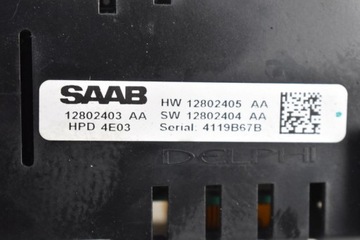 SAAB
HW 12802405 AA
12802403 AA SW 12802404 AA
HPD 4E03 Serial: 4119B67B
DELPHI